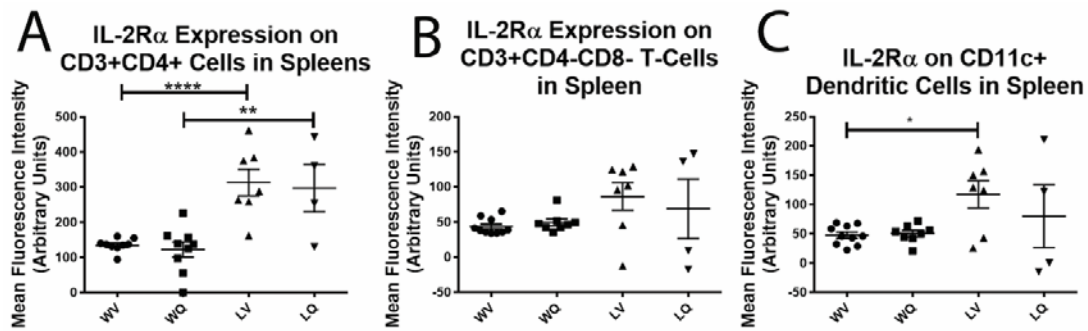 A
IL-2Rα Expression on
CD3+CD4+ Cells in Spleens
****
**
Mean Fluorescence Intensity
(Arbitrary Units)
500
400
300
200
100
0
WV
WQ
LV
LQ
B
IL-2Rα Expression on
CD3+CD4-CD8- T-Cells
in Spleen
Mean Fluorescence Intensity
(Arbitrary Units)
200
150
100
50
0
-50
WV
WQ
LV
LQ
C
IL-2Rα on CD11c+
Dendritic Cells in Spleen
*
Mean Fluorescence Intensity
(Arbitrary Units)
250
200
150
100
50
0
-50
WV
WQ
LV
LQ